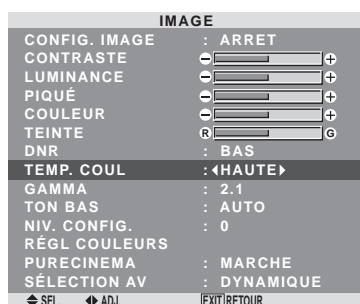 IMAGE
CONFIG. IMAGE : ARRET
CONTRASTE
LUMINANCE
PIQUÉ
COULEUR
TEINTE R G
DNR : BAS
TEMP. COUL : HAUTE
GAMMA : 2.1
TON BAS : AUTO
NIV. CONFIG. : 0
RÉGL COULEURS
PURECINEMA : MARCHE
SÉLECTION AV : DYNAMIQUE
SEL. ADJ. EXIT RETOUR